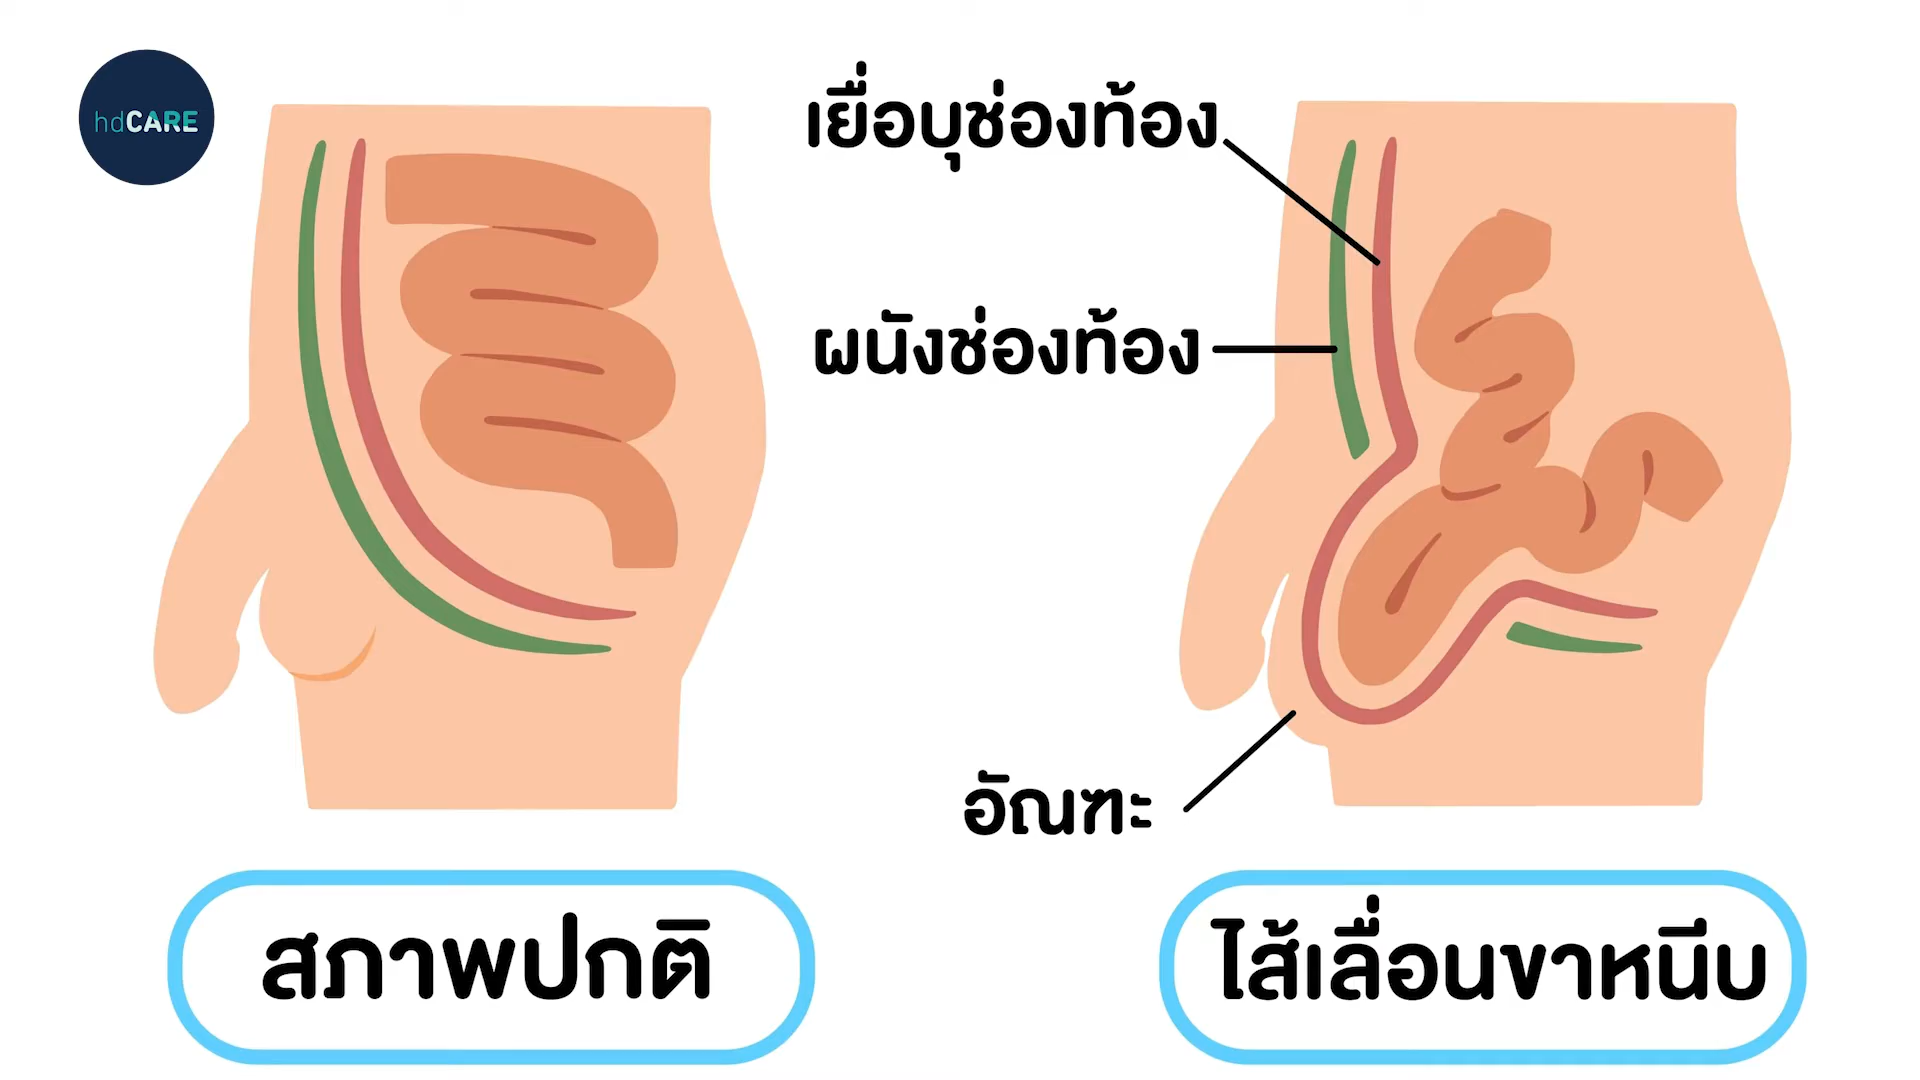 hdCARE
เยื่อบุช่องท้อง
ผนังช่องท้อง
อัณฑะ
สภาพปกติ
ไส้เลื่อนขาหนีบ